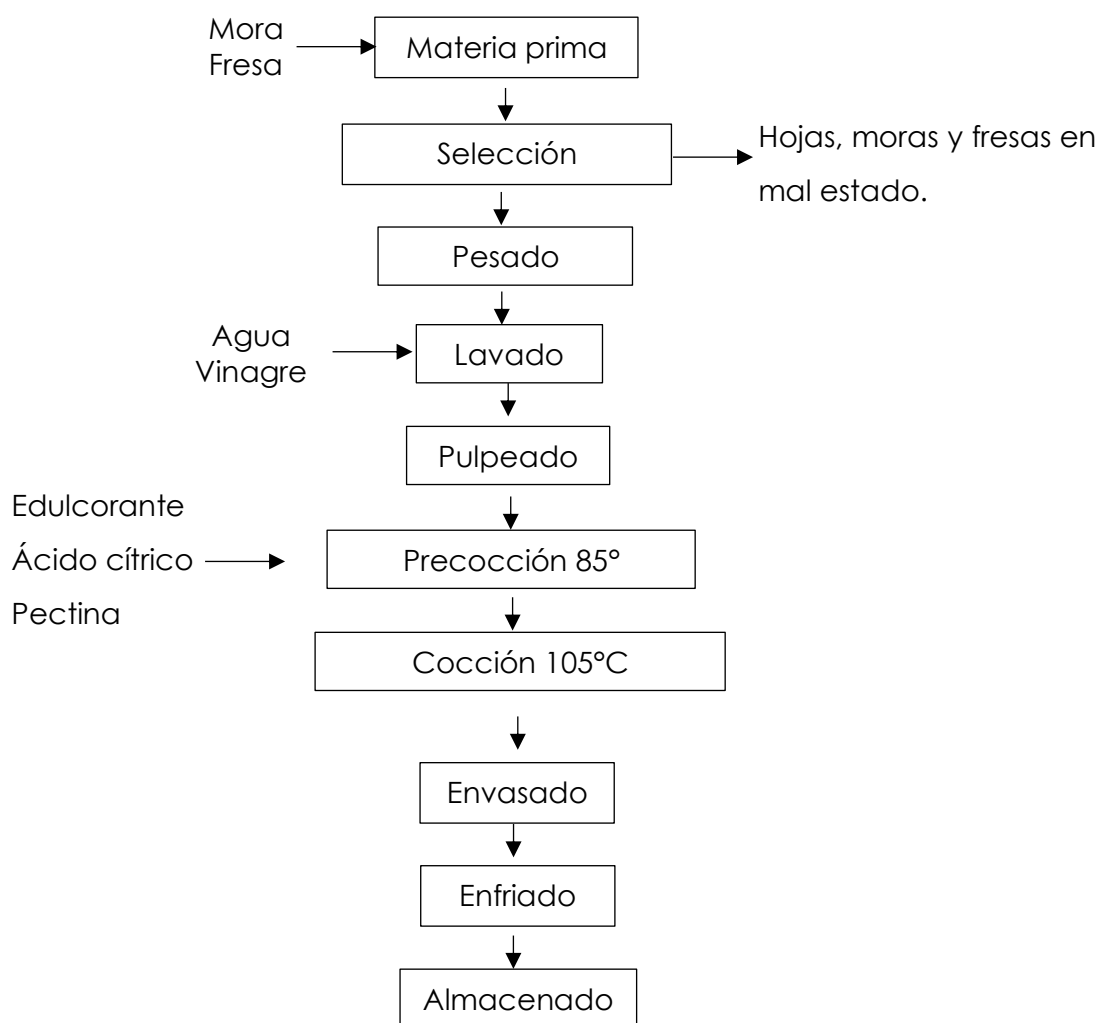 Mora
Fresa
Materia prima
Selección
Hojas, moras y fresas en
mal estado.
Pesado
Agua
Vinagre
Lavado
Pulpeado
Edulcorante
Ácido cítrico
Pectina
Precocción 85°
Cocción 105°C
Envasado
Enfriado
Almacenado